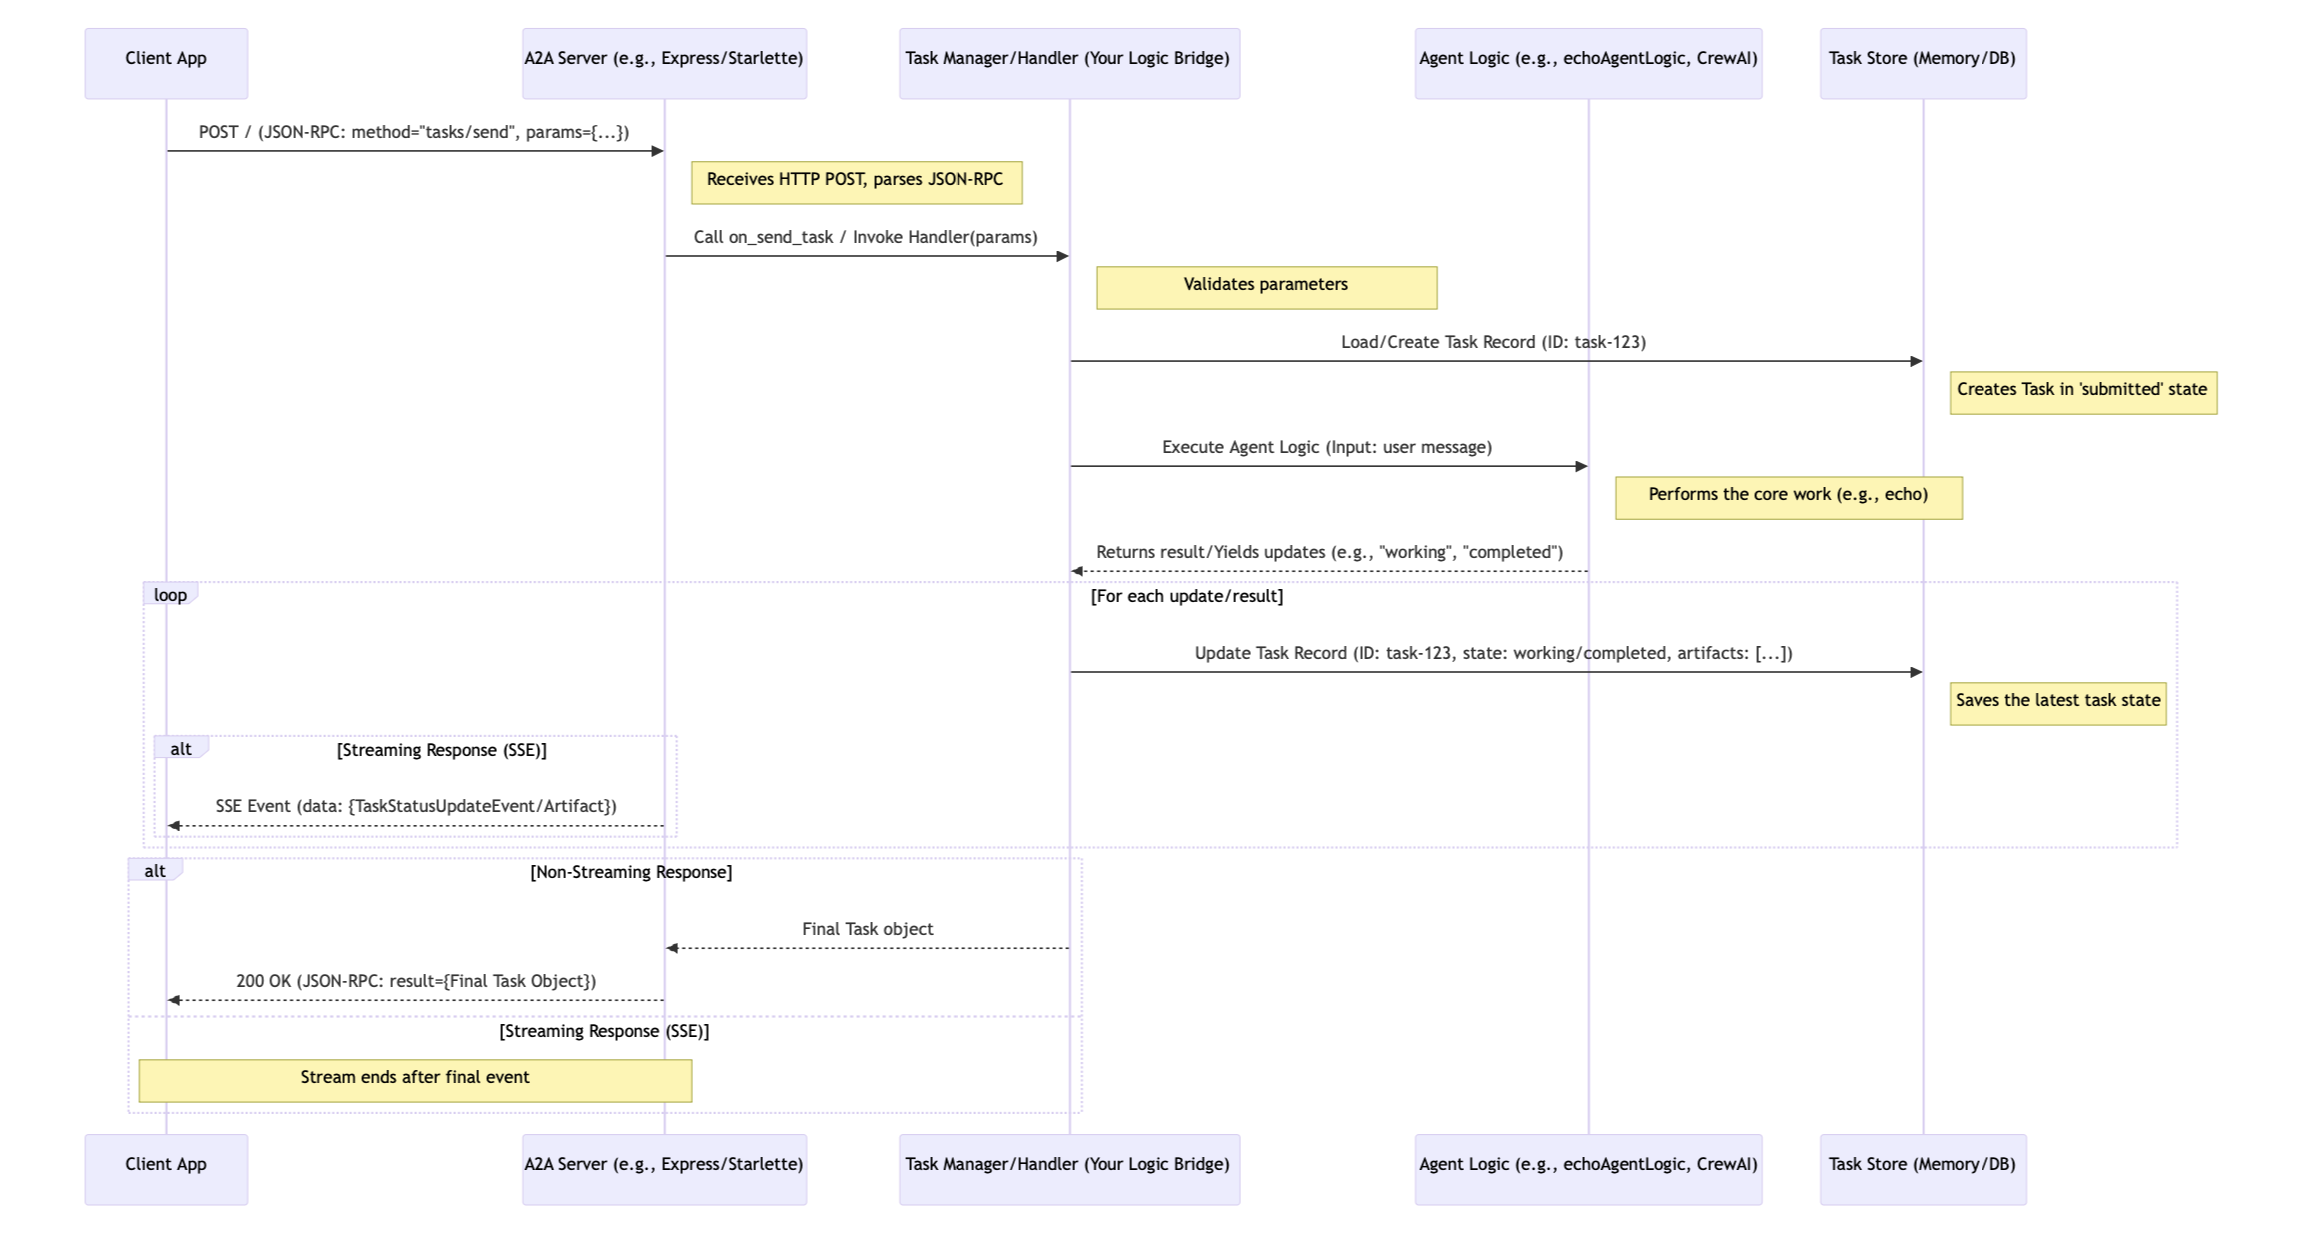 Client App
A2A Server (e.g., Express/Starlette)
Task Manager/Handler (Your Logic Bridge)
Agent Logic (e.g., echoAgentLogic, CrewAI)
Task Store (Memory/DB)
POST / (JSON-RPC: method="tasks/send", params={...})
Receives HTTP POST, parses JSON-RPC
Call on_send_task / Invoke Handler(params)
Validates parameters
Load/Create Task Record (ID: task-123)
Creates Task in 'submitted' state
Execute Agent Logic (Input: user message)
Performs the core work (e.g., echo)
Returns result/Yields updates (e.g., "working", "completed")
loop
[For each update/result]
Update Task Record (ID: task-123, state: working/completed, artifacts: [...])
Saves the latest task state
alt
[Streaming Response (SSE)]
SSE Event (data: {TaskStatusUpdateEvent/Artifact})
alt
[Non-Streaming Response]
Final Task object
200 OK (JSON-RPC: result={Final Task Object})
[Streaming Response (SSE)]
Stream ends after final event
Client App
A2A Server (e.g., Express/Starlette)
Task Manager/Handler (Your Logic Bridge)
Agent Logic (e.g., echoAgentLogic, CrewAI)
Task Store (Memory/DB)